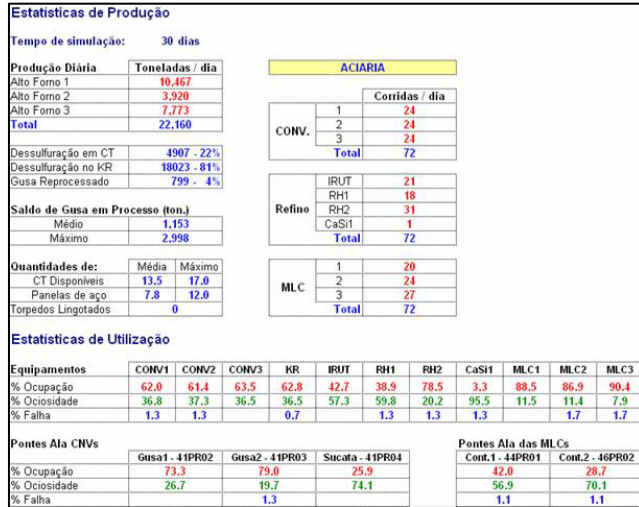 Estatísticas de Produção
Tempo de simulação: 30 dias
Produção Diária Toneladas / dia
Alto Forno 1 10,467
Alto Forno 2 3,920
Alto Forno 3 7,773
Total 22,160
Dessulfuração em CT 4907 - 22%
Dessulfuração no KR 18023 - 81%
Gusa Reprocessado 799 - 4%
Saldo de Gusa em Processo (ton.)
Médio 1,153
Máximo 2,998
Quantidades de: Média Máximo
CT Disponíveis 13.5 17.0
Panelas de aço 7.8 12.0
Torpedos Lingotados 0
ACIARIA
Corridas / dia
CONV.
1 24
2 24
3 24
Total 72
Refino
IRUT 21
RH1 18
RH2 31
CaSi1 1
Total 72
MLC
1 20
2 24
3 27
Total 72
Estatísticas de Utilização
Equipamentos CONV1 CONV2 CONV3 KR IRUT RH1 RH2 CaSi1 MLC1 MLC2 MLC3
% Ocupação 62.0 61.4 63.5 62.8 42.7 38.9 78.5 3.3 88.5 86.9 90.4
% Ociosidade 36.8 37.3 36.5 36.5 57.3 59.8 20.2 95.5 11.5 11.4 7.9
% Falha 1.3 1.3 0.7 1.3 1.3 1.3 1.7 1.7
Pontes Ala CNVs
Gusa1 - 41PR02 Gusa2 - 41PR03 Sucata - 41PR04
% Ocupação 73.3 79.0 25.9
% Ociosidade 26.7 19.7 74.1
% Falha 1.3
Pontes Ala das MLCs
Cont.1 - 44PR01 Cont.2 - 46PR02
42.0 28.7
56.9 70.1
1.1 1.1